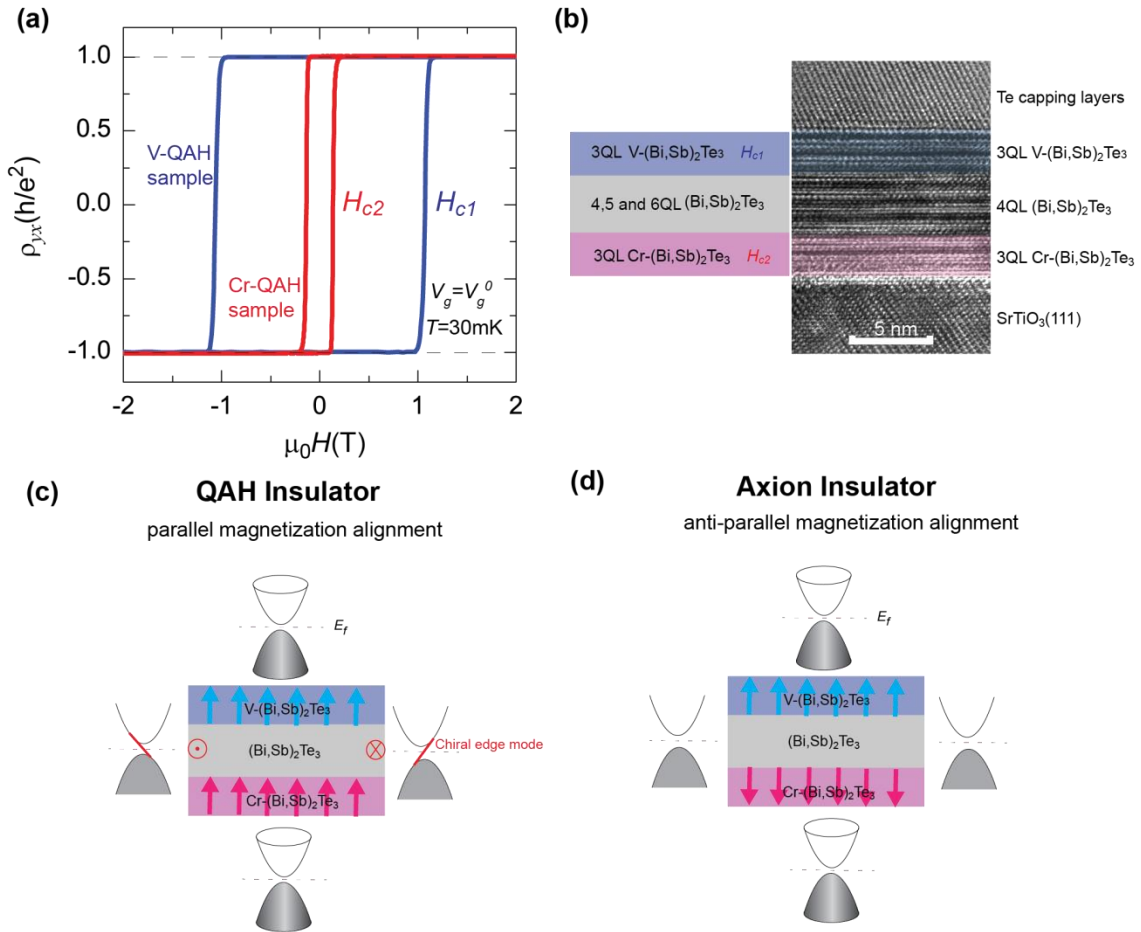 (a)
1.0
0.5
0.0
-0.5
-1.0
ρyx(h/e²)
V-QAH
sample
Hc2
Hc1
Cr-QAH
sample
Vg=Vg⁰
T=30mK
-2
-1
0
1
2
μ₀H(T)
(b)
3QL V-(Bi,Sb)₂Te₃ Hc1
4,5 and 6QL (Bi,Sb)₂Te₃
3QL Cr-(Bi,Sb)₂Te₃ Hc2
Te capping layers
3QL V-(Bi,Sb)₂Te₃
4QL (Bi,Sb)₂Te₃
3QL Cr-(Bi,Sb)₂Te₃
SrTiO₃(111)
5 nm
(c)
QAH Insulator
parallel magnetization alignment
Ef
V-(Bi,Sb)₂Te₃
(Bi,Sb)₂Te₃
Chiral edge mode
Cr-(Bi,Sb)₂Te₃
(d)
Axion Insulator
anti-parallel magnetization alignment
Ef
V-(Bi,Sb)₂Te₃
(Bi,Sb)₂Te₃
Cr-(Bi,Sb)₂Te₃